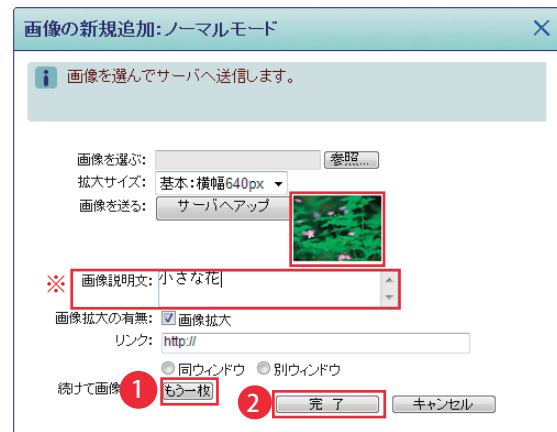 画像の新規追加:ノーマルモード
画像を選んでサーバへ送信します。
画像を選ぶ: 参照...
拡大サイズ: 基本:横幅640px
画像を送る: サーバへアップ
※ 画像説明文: 小さな花
画像拡大の有無: 画像拡大
リンク: http://
同ウィンドウ 別ウィンドウ
続けて画像 1 もう一枚
2 完了 キャンセル